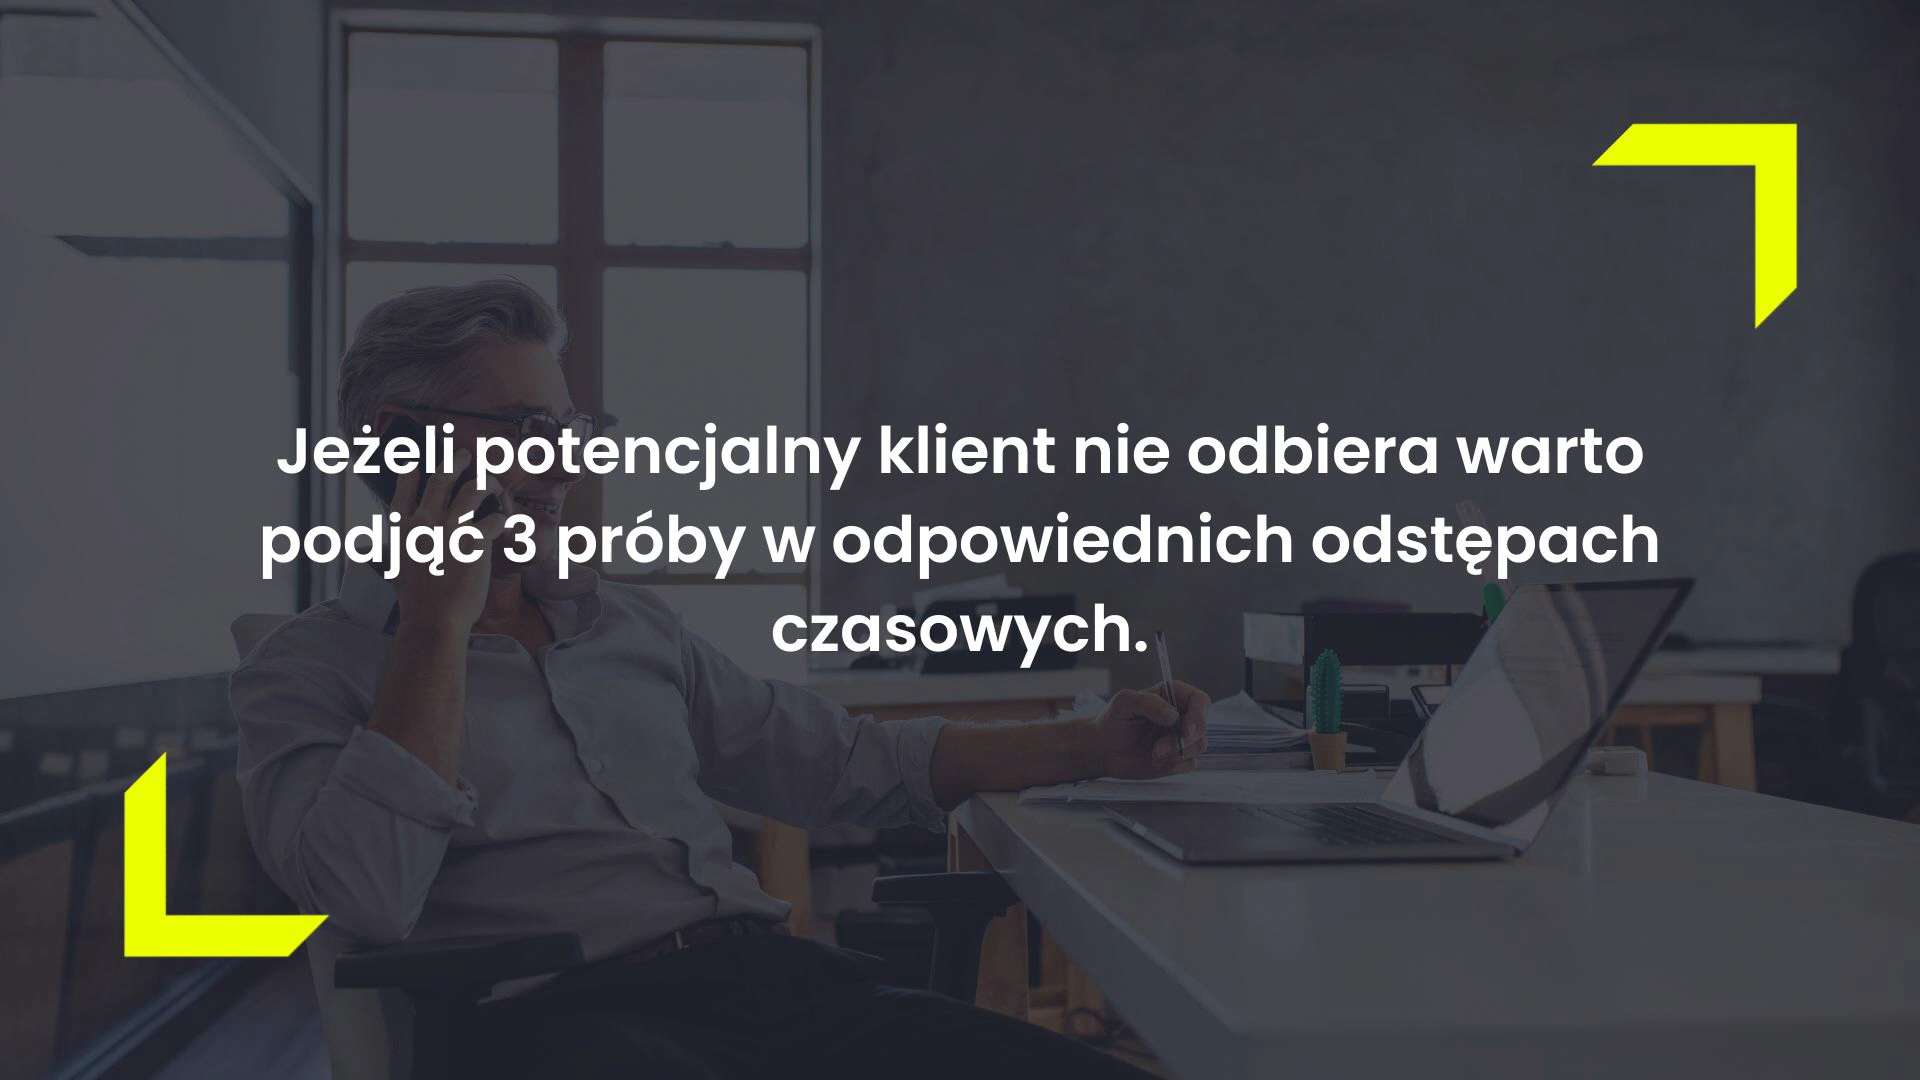 Jeżeli potencjalny klient nie odbiera warto
podjąć 3 próby w odpowiednich odstępach
czasowych.